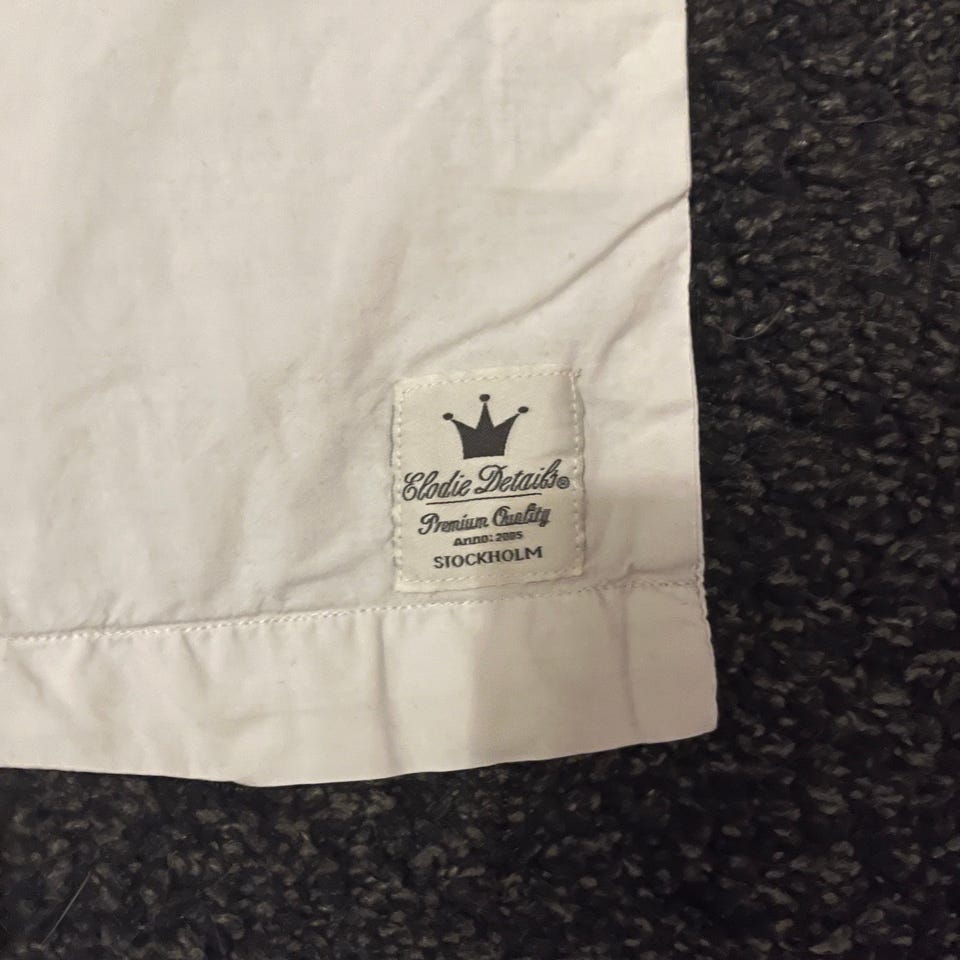 Elodie Details®
Premium Quality
Anno: 2005
STOCKHOLM